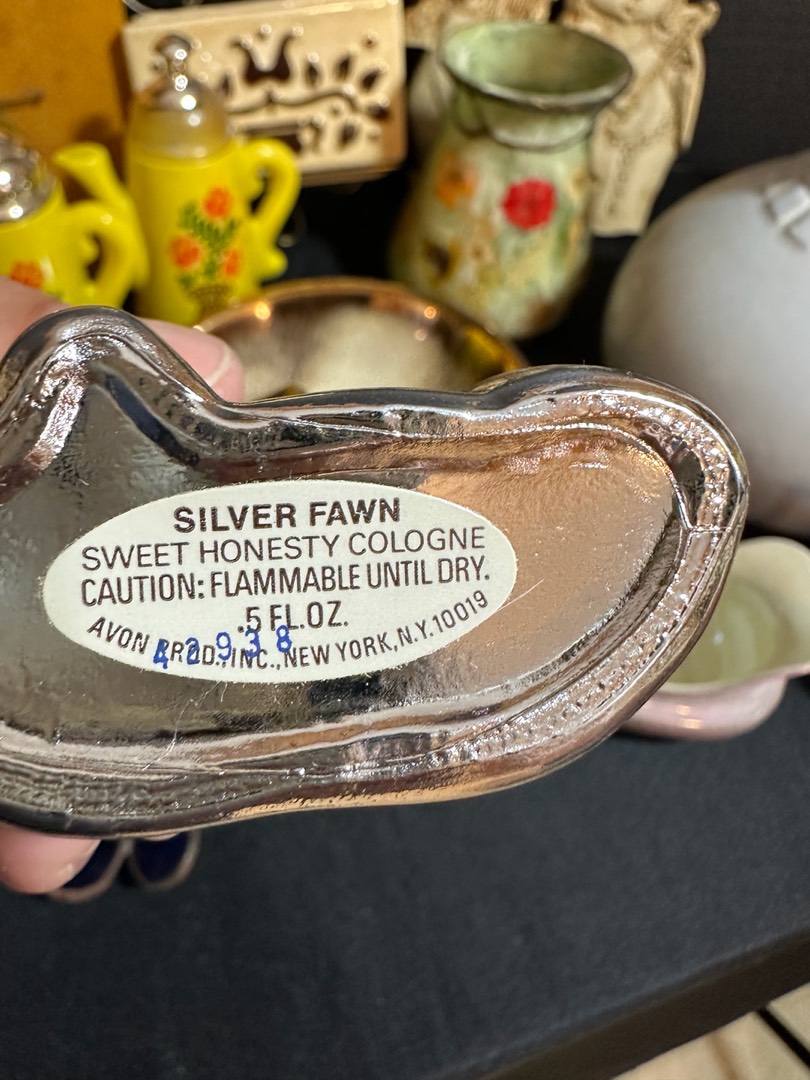 SILVER FAWN
SWEET HONESTY COLOGNE
CAUTION: FLAMMABLE UNTIL DRY.
.5 FL.OZ.
AVON PROD., INC., NEW YORK, N.Y. 10019
42938